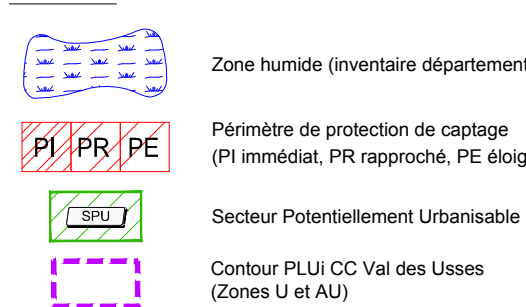 Zone humide (inventaire département
PI PR PE
Périmètre de protection de captage
(PI immédiat, PR rapproché, PE éloig
SPU
Secteur Potentiellement Urbanisable
Contour PLUi CC Val des Usses
(Zones U et AU)